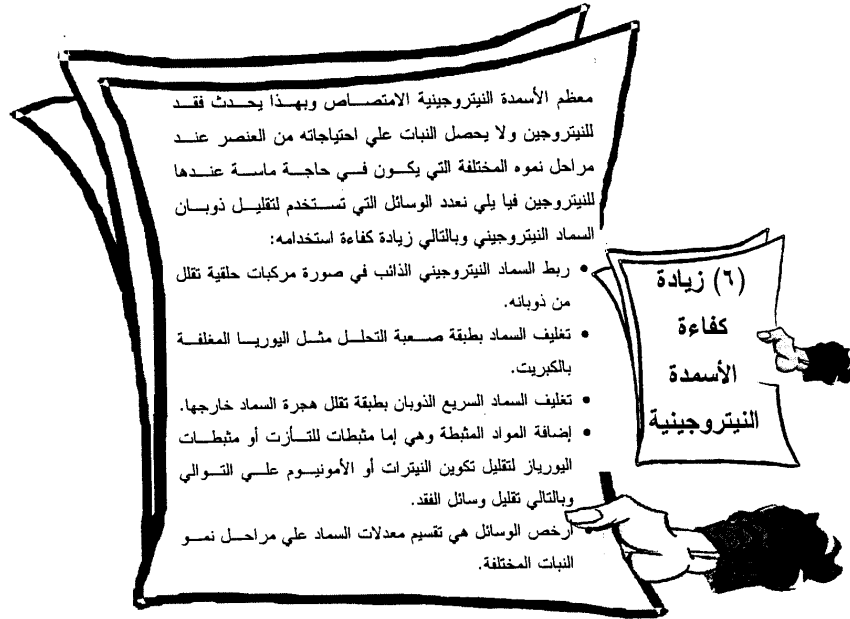 (٦) زيادة
كفاءة
الأسمدة
النيتروجينية
معظم الأسمدة النيتروجينية الامتصاص وبهذا يحدث فقد
للنيتروجين ولا يحصل النبات علي احتياجاته من العنصر عند
مراحل نموه المختلفة التي يكون في حاجة ماسة عندها
للنيتروجين فيا يلي نعدد الوسائل التي تستخدم لتقليل ذوبان
السماد النيتروجيني وبالتالي زيادة كفاءة استخدامه:
• ربط السماد النيتروجيني الذائب في صورة مركبات حلقية تقلل
من ذوبانه.
• تغليف السماد بطبقة صعبة التحلل مثل اليوريا المغلفة
بالكبريت.
• تغليف السماد السريع الذوبان بطبقة تقلل هجرة السماد خارجها.
• إضافة المواد المثبطة وهي إما مثبطات للتأزت أو مثبطات
اليورياز لتقليل تكوين النيترات أو الأمونيوم علي التوالي
وبالتالي تقليل وسائل الفقد.
• أرخص الوسائل هي تقسيم معدلات السماد علي مراحل نمو
النبات المختلفة.